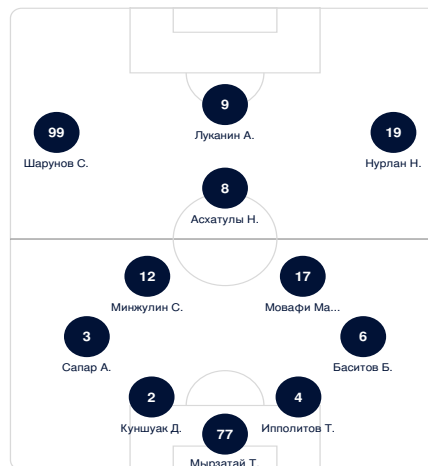 9
Луканин А.
99
Шарунов С.
19
Нурлан Н.
8
Асхатулы Н.
12
Минжулин С.
17
Мовафи Ма...
3
Сапар А.
6
Баситов Б.
2
Куншуак Д.
4
Ипполитов Т.
77
Мырзатай Т.